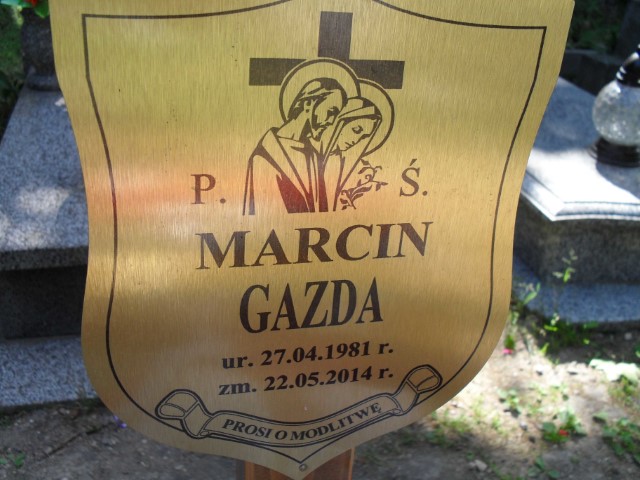 P. Ś.
MARCIN
GAZDA
ur. 27.04.1981 r.
zm. 22.05.2014 r.
PROSI O MODLITWĘ